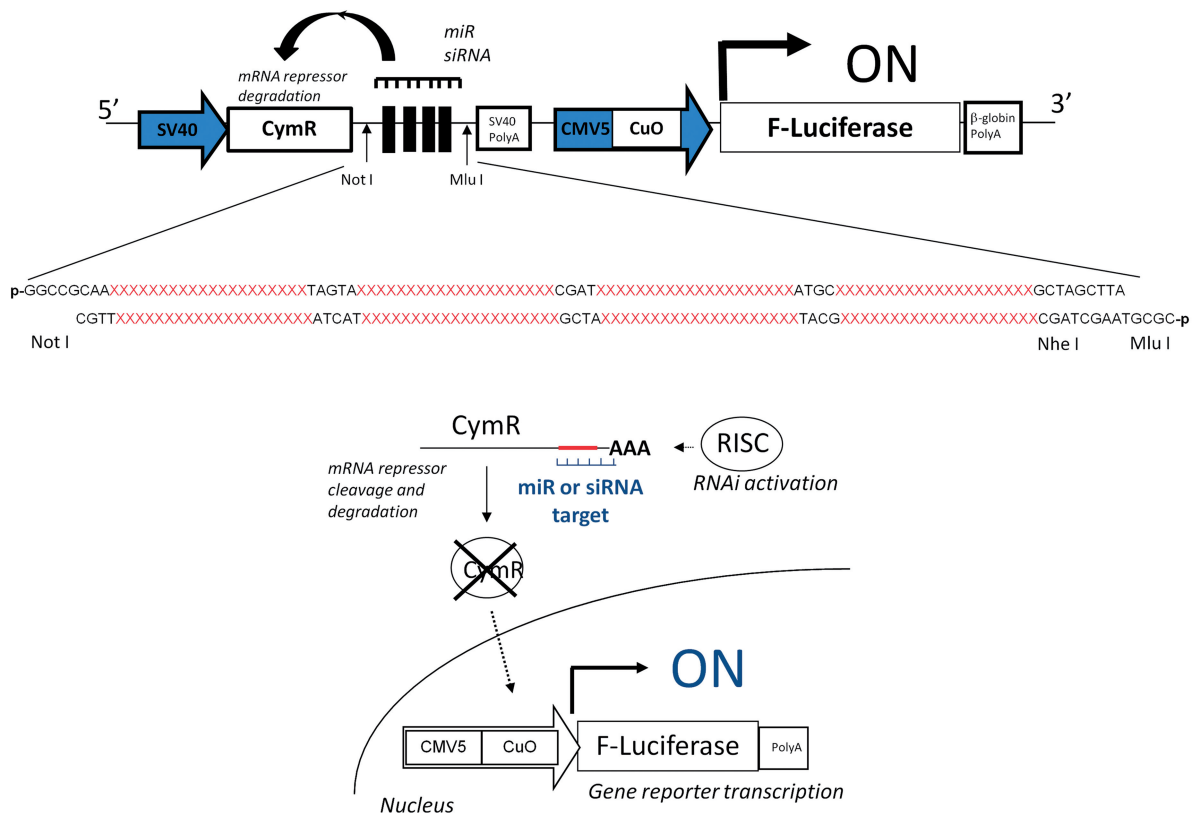 miR
siRNA
ON
mRNA repressor
degradation
5’
3’
SV40
CymR
SV40
PolyA
CMV5
CuO
F-Luciferase
β-globin
PolyA
Not I
Mlu I
p-GGCCGCAAXXXXXXXXXXXXXXXXXXXXTAGTAXXXXXXXXXXXXXXXXXXXXCGATXXXXXXXXXXXXXXXXXXXXATGCXXXXXXXXXXXXXXXXXXXXGCTAGCTTA
CGTTXXXXXXXXXXXXXXXXXXXXATCATXXXXXXXXXXXXXXXXXXXXGCTAXXXXXXXXXXXXXXXXXXXXTACGXXXXXXXXXXXXXXXXXXXXCGATCGAATGCGC-p
Not I
Nhe I
Mlu I
CymR
AAA
RISC
mRNA repressor
cleavage and
degradation
miR or siRNA
target
RNAi activation
CymR
ON
CMV5
CuO
F-Luciferase
PolyA
Nucleus
Gene reporter transcription